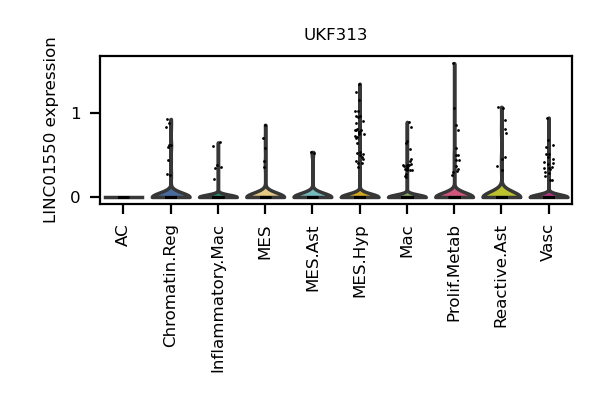 UKF313
LINC01550 expression
1
0
AC
Chromatin.Reg
Inflammatory.Mac
MES
MES.Ast
MES.Hyp
Mac
Prolif.Metab
Reactive.Ast
Vasc